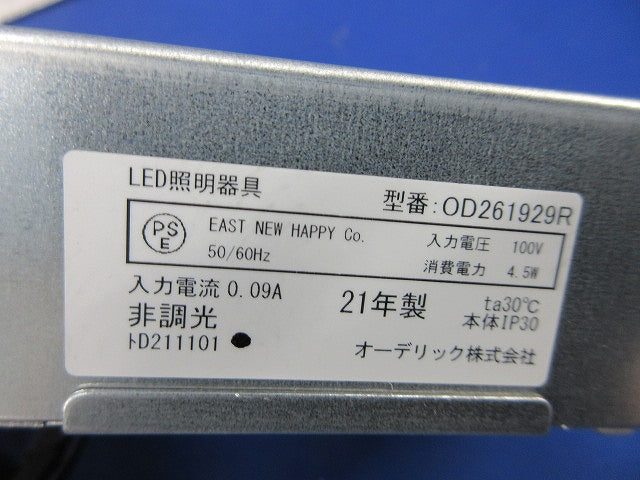 LED照明器具
型番:OD261929R
PS
E
EAST NEW HAPPY Co.
50/60Hz
入力電圧 100V
消費電力 4.5W
入力電流 0.09A
非調光
ﾄD211101
21年製
ta30℃
本体IP30
オーデリック株式会社